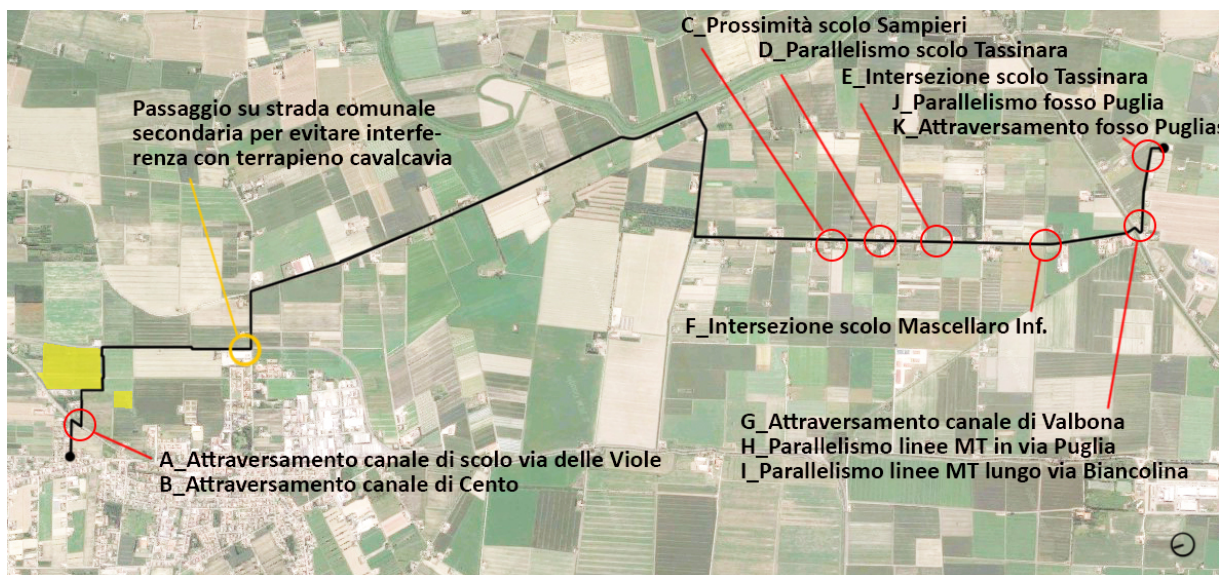 C_Prossimità scolo Sampieri
D_Parallelismo scolo Tassinara
E_Intersezione scolo Tassinara
J_Parallelismo fosso Puglia
K_Attraversamento fosso Puglias
Passaggio su strada comunale
secondaria per evitare interfe-
renza con terrapieno cavalcavia
F_Intersezione scolo Mascellaro Inf.
G_Attraversamento canale di Valbona
H_Parallelismo linee MT in via Puglia
I_Parallelismo linee MT lungo via Biancolina
A_Attraversamento canale di scolo via delle Viole
B_Attraversamento canale di Cento